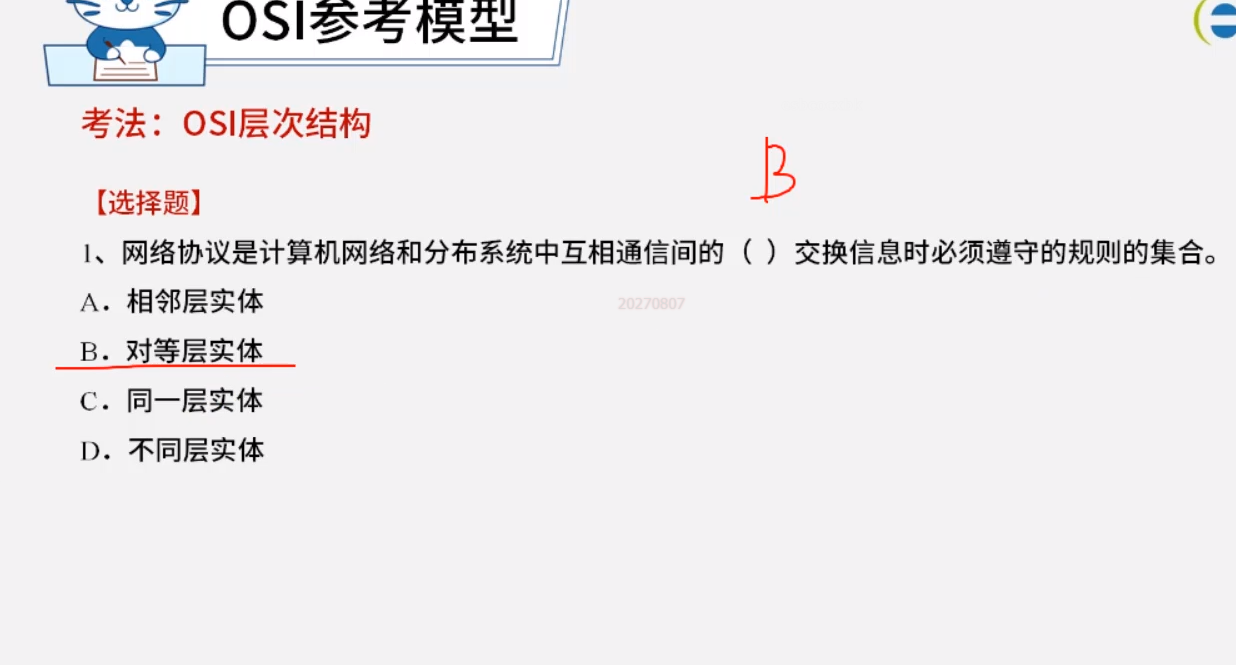 OSI参考模型
考法：OSI层次结构
B
【选择题】
1、网络协议是计算机网络和分布系统中互相通信间的（ ）交换信息时必须遵守的规则的集合。
A．相邻层实体
20270807
B．对等层实体
C．同一层实体
D．不同层实体